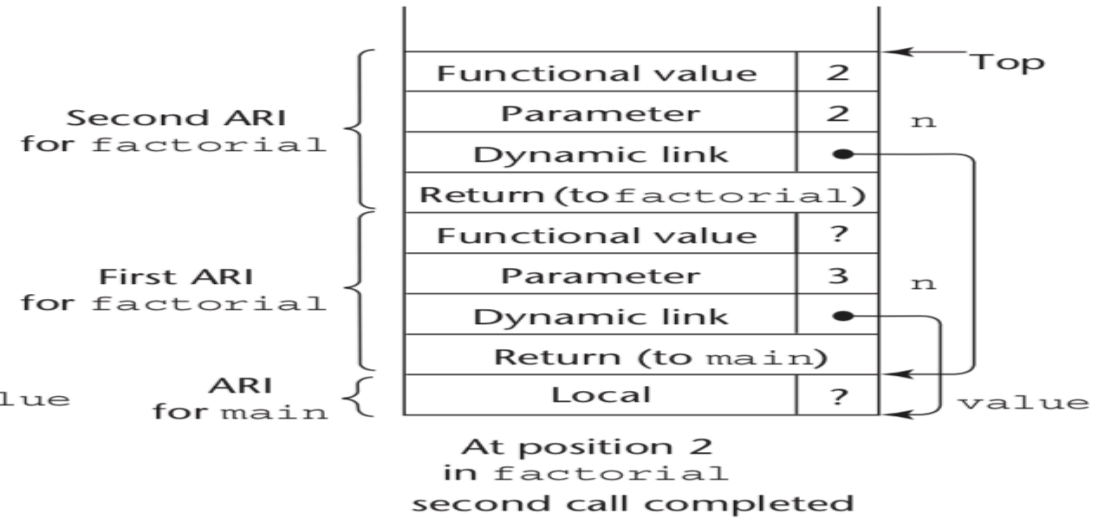 Functional value 2
Top
Second ARI
for factorial
Parameter 2 n
Dynamic link
Return (to factorial)
Functional value ?
First ARI
for factorial
Parameter 3 n
Dynamic link
Return (to main)
lue
ARI
for main
Local ?
value
At position 2
in factorial
second call completed